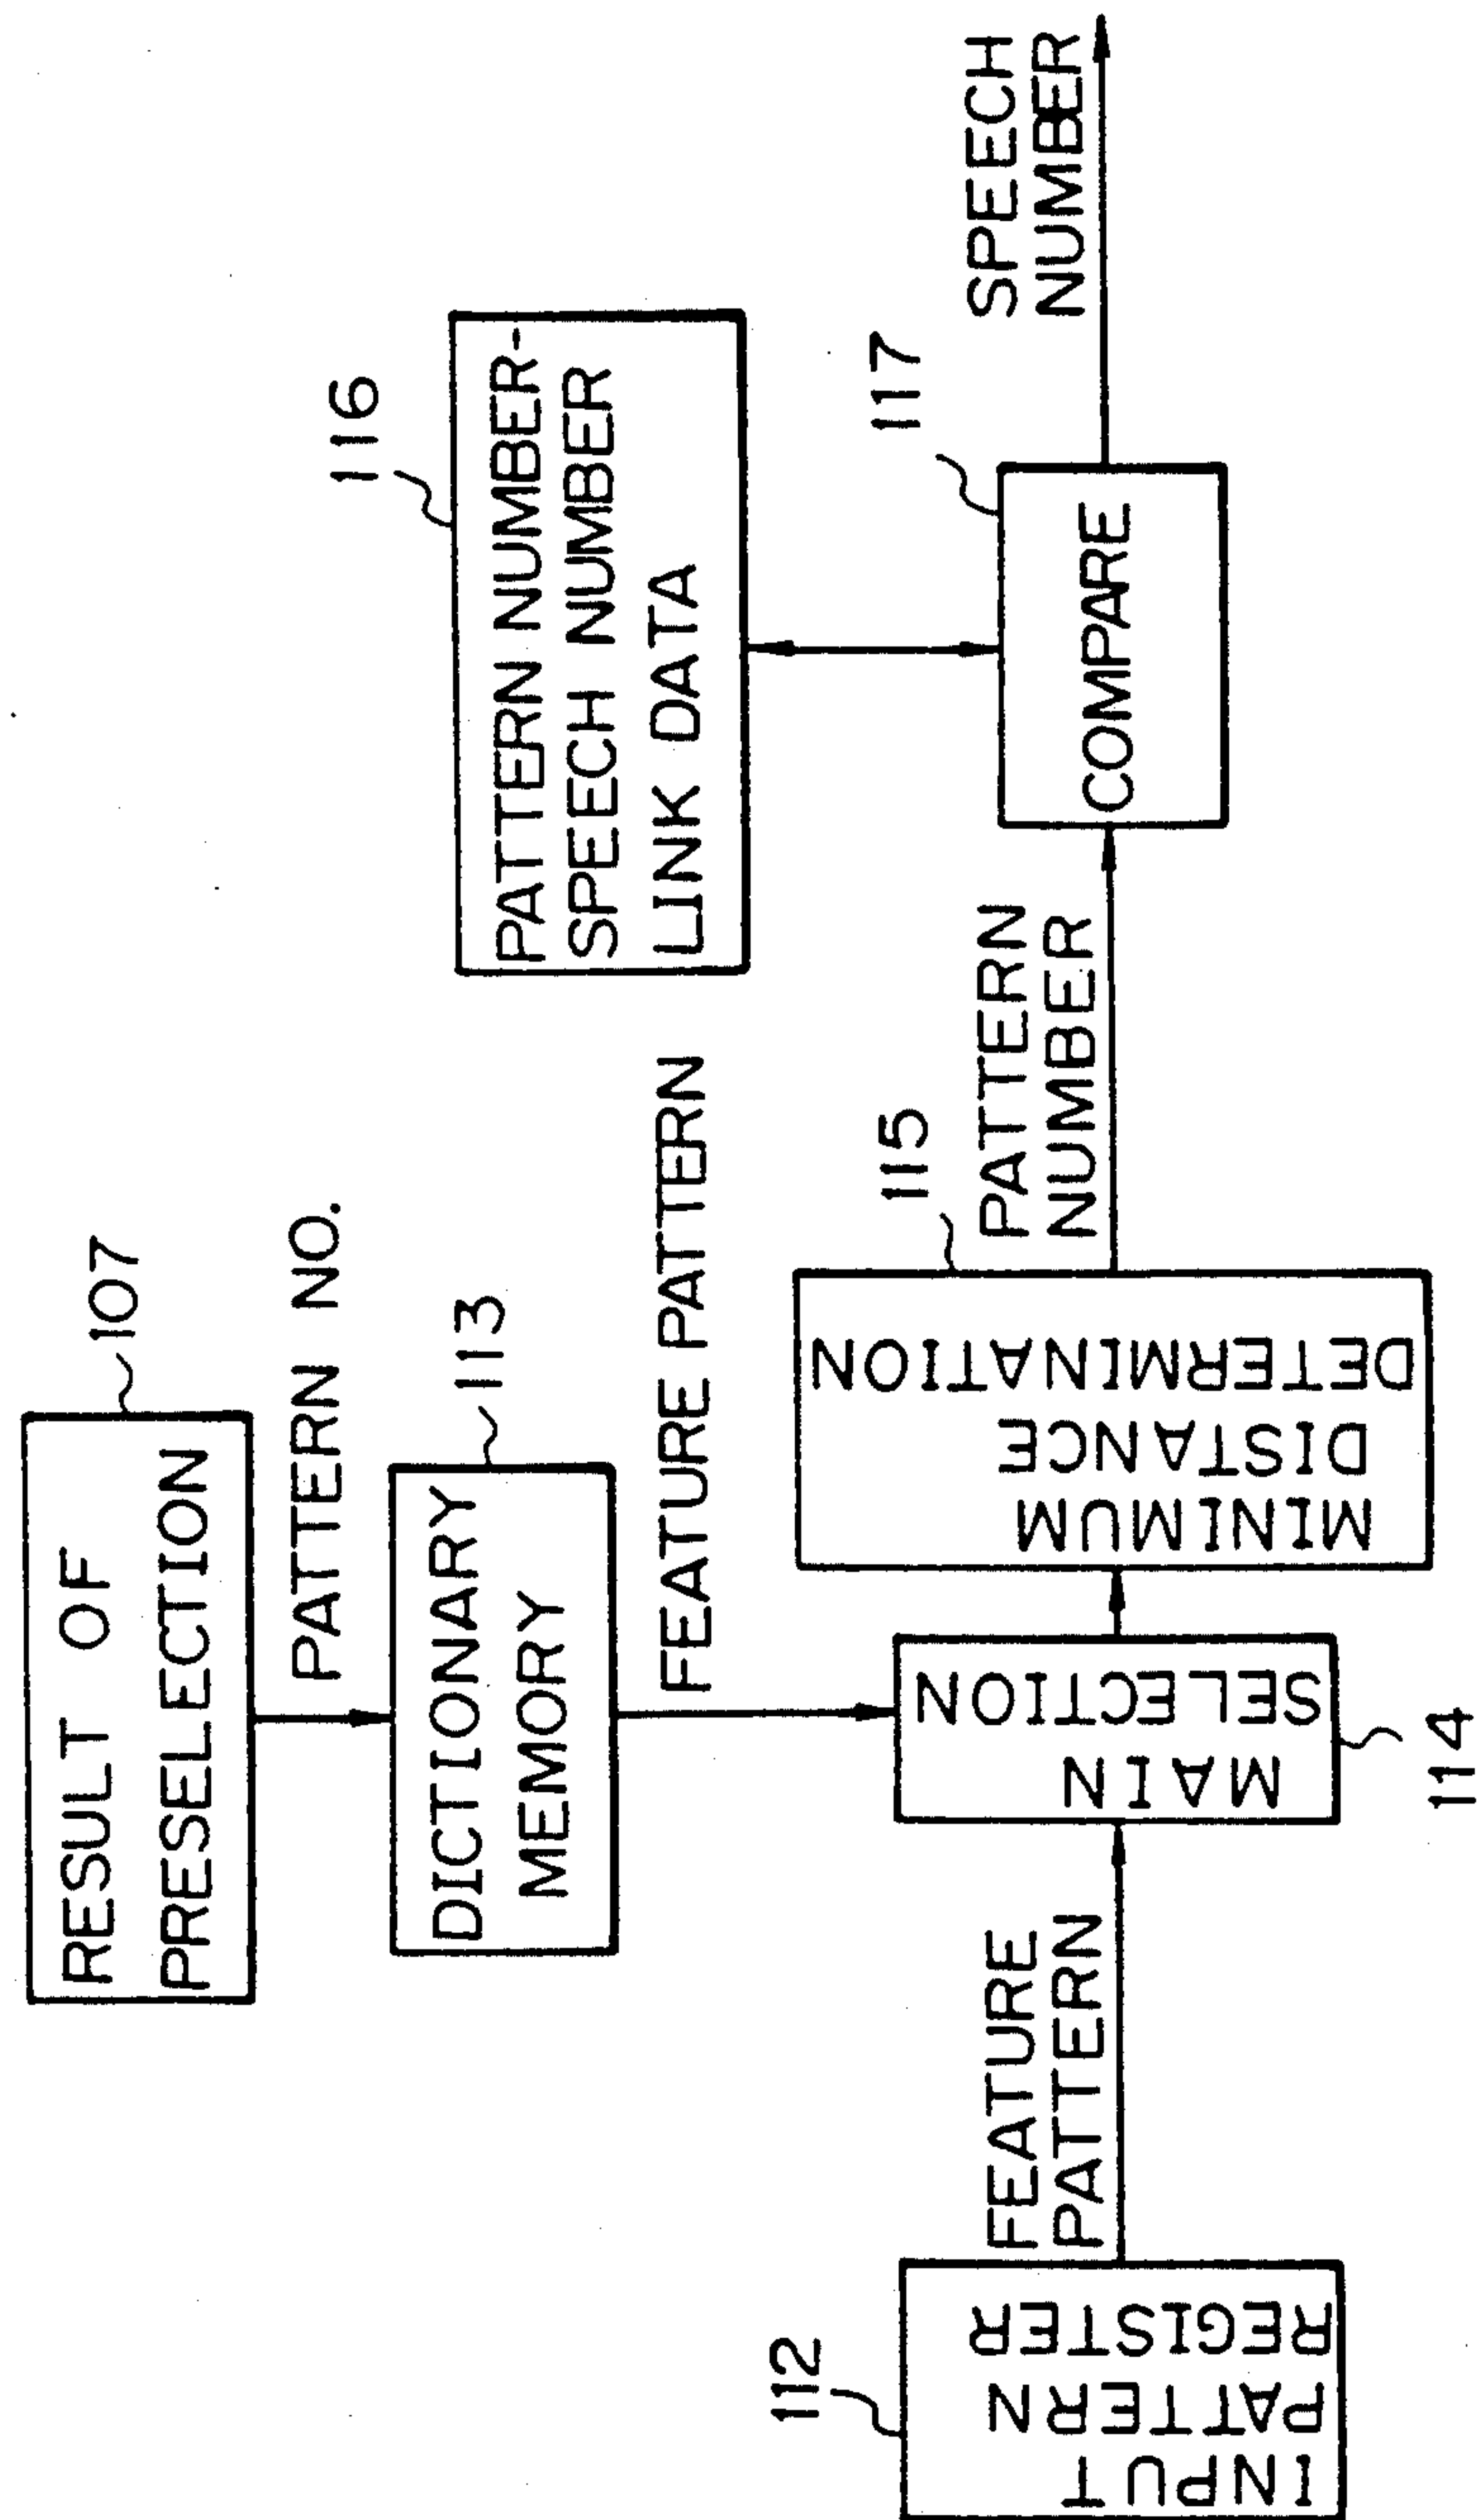 RESULT OF
PRESELECTION
107
PATTERN NO.
DICTIONARY
MEMORY
113
FEATURE PATTERN
116
PATTERN NUMBER-
SPEECH NUMBER
LINK DATA
112
INPUT
PATTERN
REGISTER
FEATURE
PATTERN
MAIN
SELECTION
114
MINIMUM
DISTANCE
DETERMINATION
115
PATTERN
NUMBER
COMPARE
117
SPEECH
NUMBER